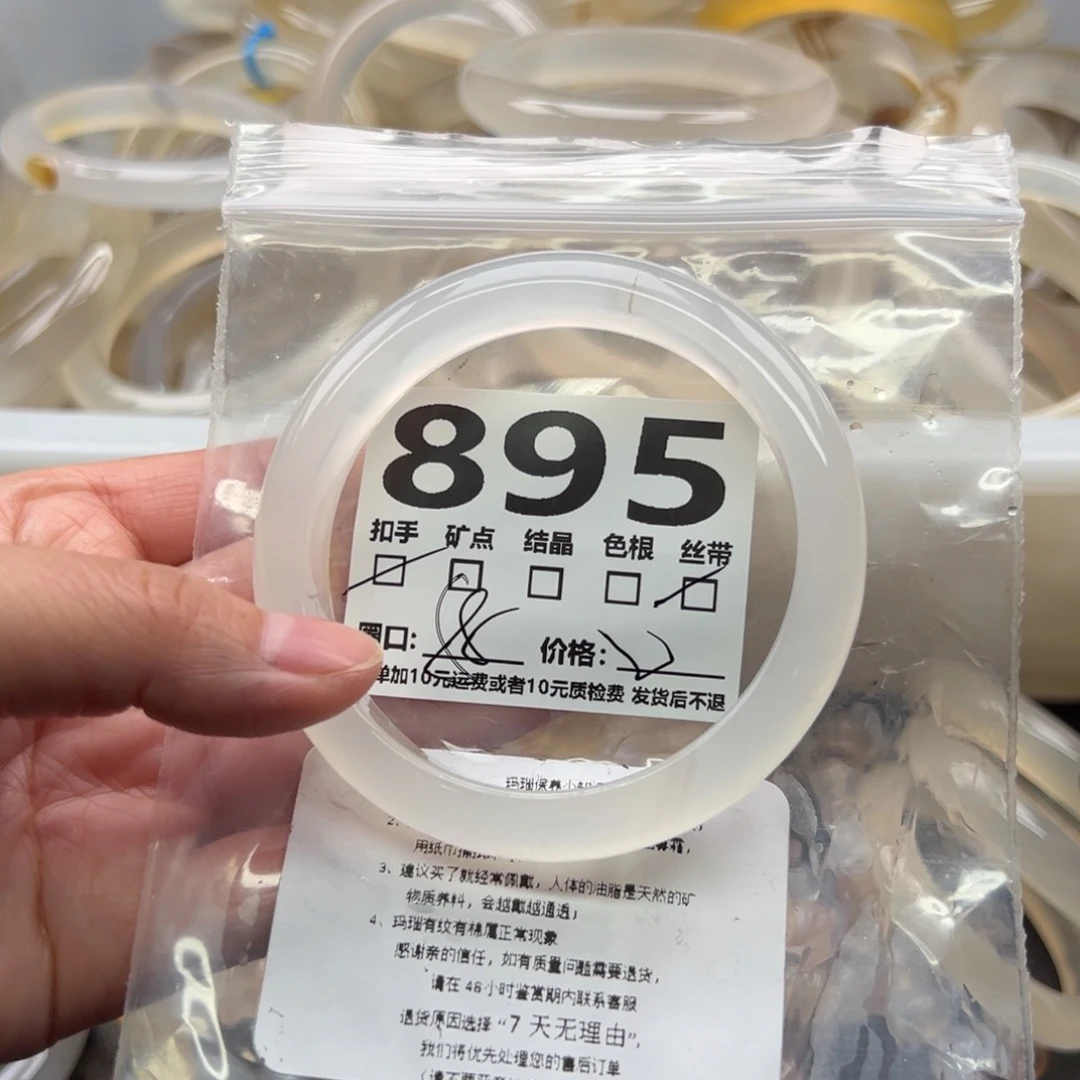 895
扣手 矿点 结晶 色根 丝带
圈口: 价格:
单加10元运费或者10元质检费 发货后不退
玛瑙保养小
2、
用纸巾
3、建议买了就经常佩戴，人体的油脂是天然的矿
物质养料，会越戴越通透，
4、玛瑙有纹有棉属正常现象
感谢亲的信任，如有质量问题需要退货，
请在48小时鉴赏期内联系客服
退货原因选择“7天无理由”，
我们将优先处理您的售后订单